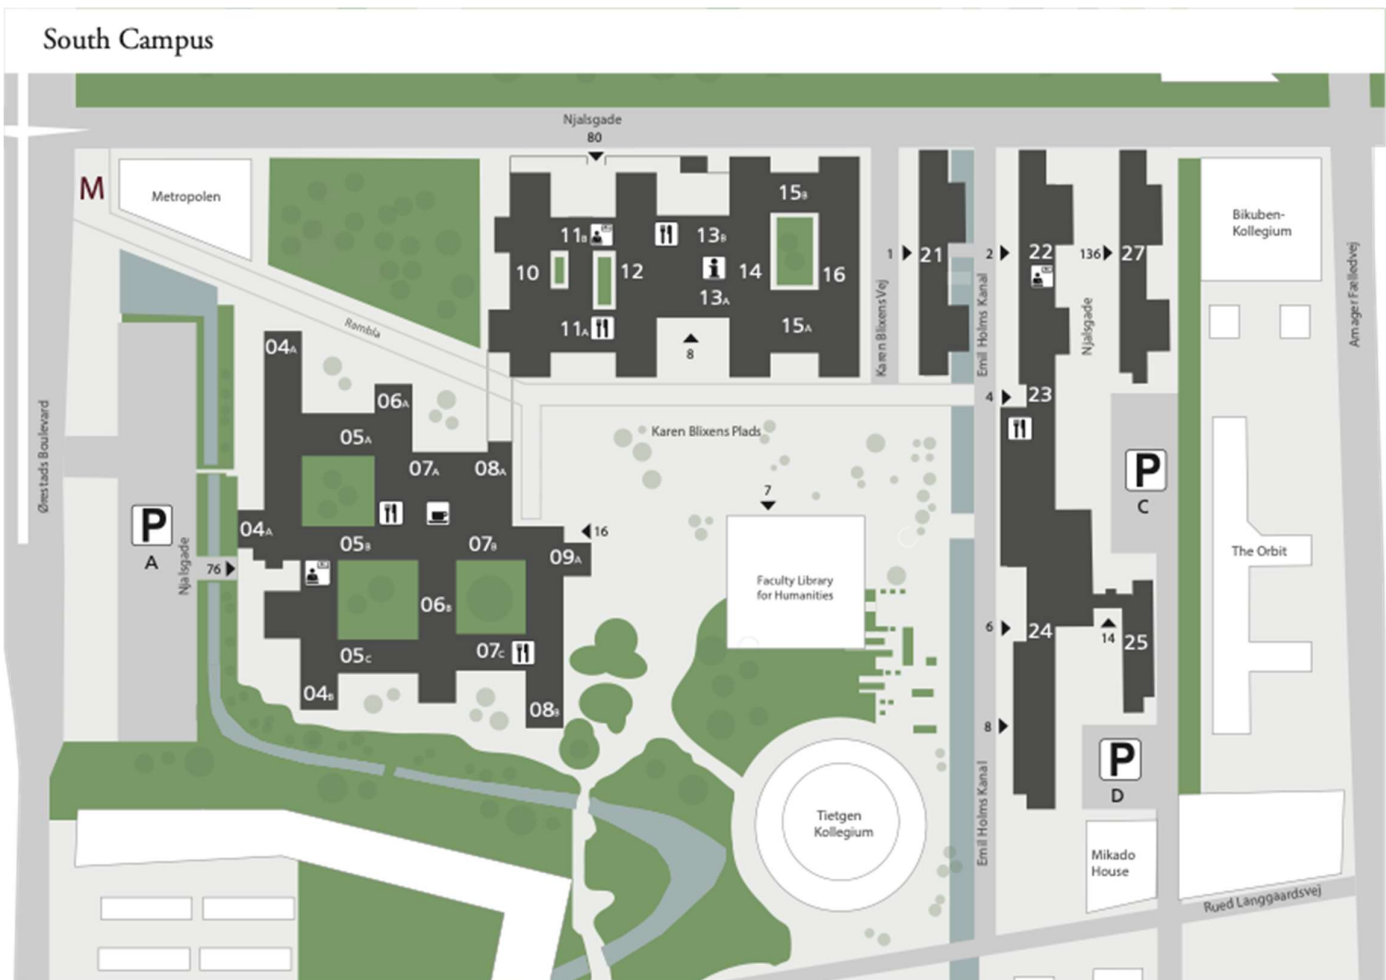 South Campus
Njalsgade
80
M
Metropolen
Rambla
10
11B
11A
12
13B
13A
14
15B
15A
16
8
Karen Blixens Vej
1
21
Emil Holms Kanal
2
22
Njalsgade
136
27
Bikuben-
Kollegium
Amager Fælledvej
4
23
P
C
The Orbit
Ørestads Boulevard
04A
06A
05A
07A
08A
Karen Blixens Plads
7
Faculty Library
for Humanities
P
A
Njalsgade
76
04A
05B
07B
16
09A
06B
05C
07C
04B
08B
6
24
14
25
8
P
D
Emil Holms Kanal
Tietgen
Kollegium
Mikado
House
Rued Langgaardsvej